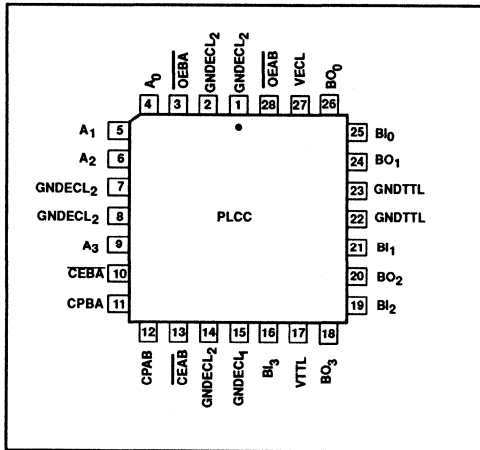 A0
OEBA
GNDECL2
GNDECL2
OEAB
VECL
BO0
4 3 2 1 28 27 26
A1 5
A2 6
GNDECL2 7
GNDECL2 8
A3 9
CEBA 10
CPBA 11
PLCC
25 BI0
24 BO1
23 GNDTTL
22 GNDTTL
21 BI1
20 BO2
19 BI2
12 13 14 15 16 17 18
CPAB
CEAB
GNDECL2
GNDECL1
BI3
VTTL
BO3